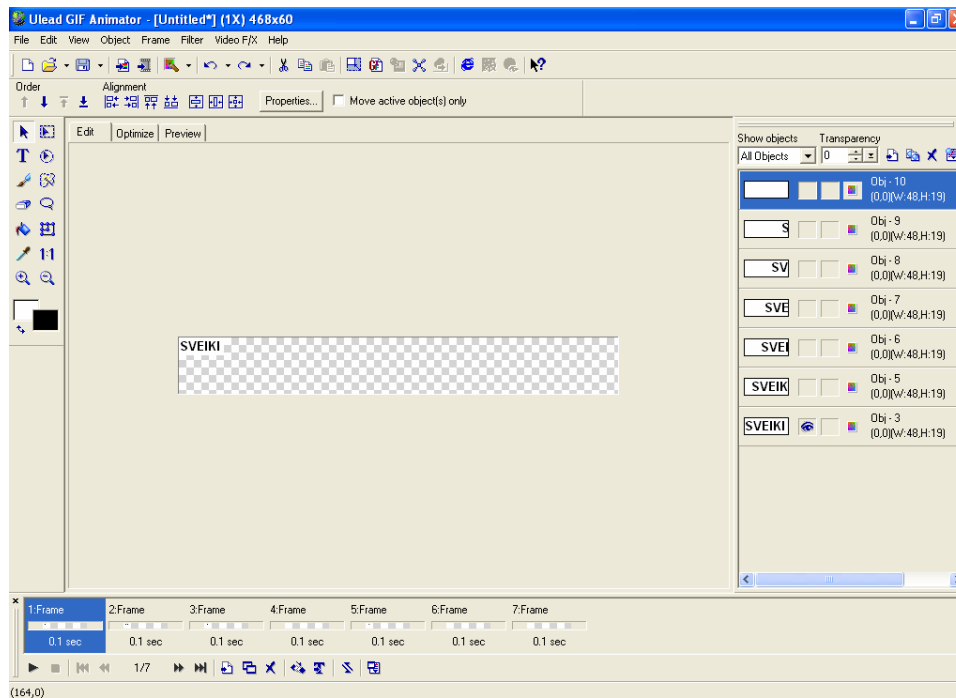 Ulead GIF Animator - [Untitled*] (1X) 468x60
File Edit View Object Frame Filter Video F/X Help
Order Alignment
Properties... Move active object(s) only
Edit Optimize Preview
T
1:1
Show objects Transparency
All Objects 0
Obj - 10
(0,0)(W:48,H:19)
S
Obj - 9
(0,0)(W:48,H:19)
SV
Obj - 8
(0,0)(W:48,H:19)
SVE
Obj - 7
(0,0)(W:48,H:19)
SVEI
Obj - 6
(0,0)(W:48,H:19)
SVEIK
Obj - 5
(0,0)(W:48,H:19)
SVEIKI
Obj - 3
(0,0)(W:48,H:19)
SVEIKI
1:Frame 2:Frame 3:Frame 4:Frame 5:Frame 6:Frame 7:Frame
0.1 sec 0.1 sec 0.1 sec 0.1 sec 0.1 sec 0.1 sec 0.1 sec
1/7
(164,0)